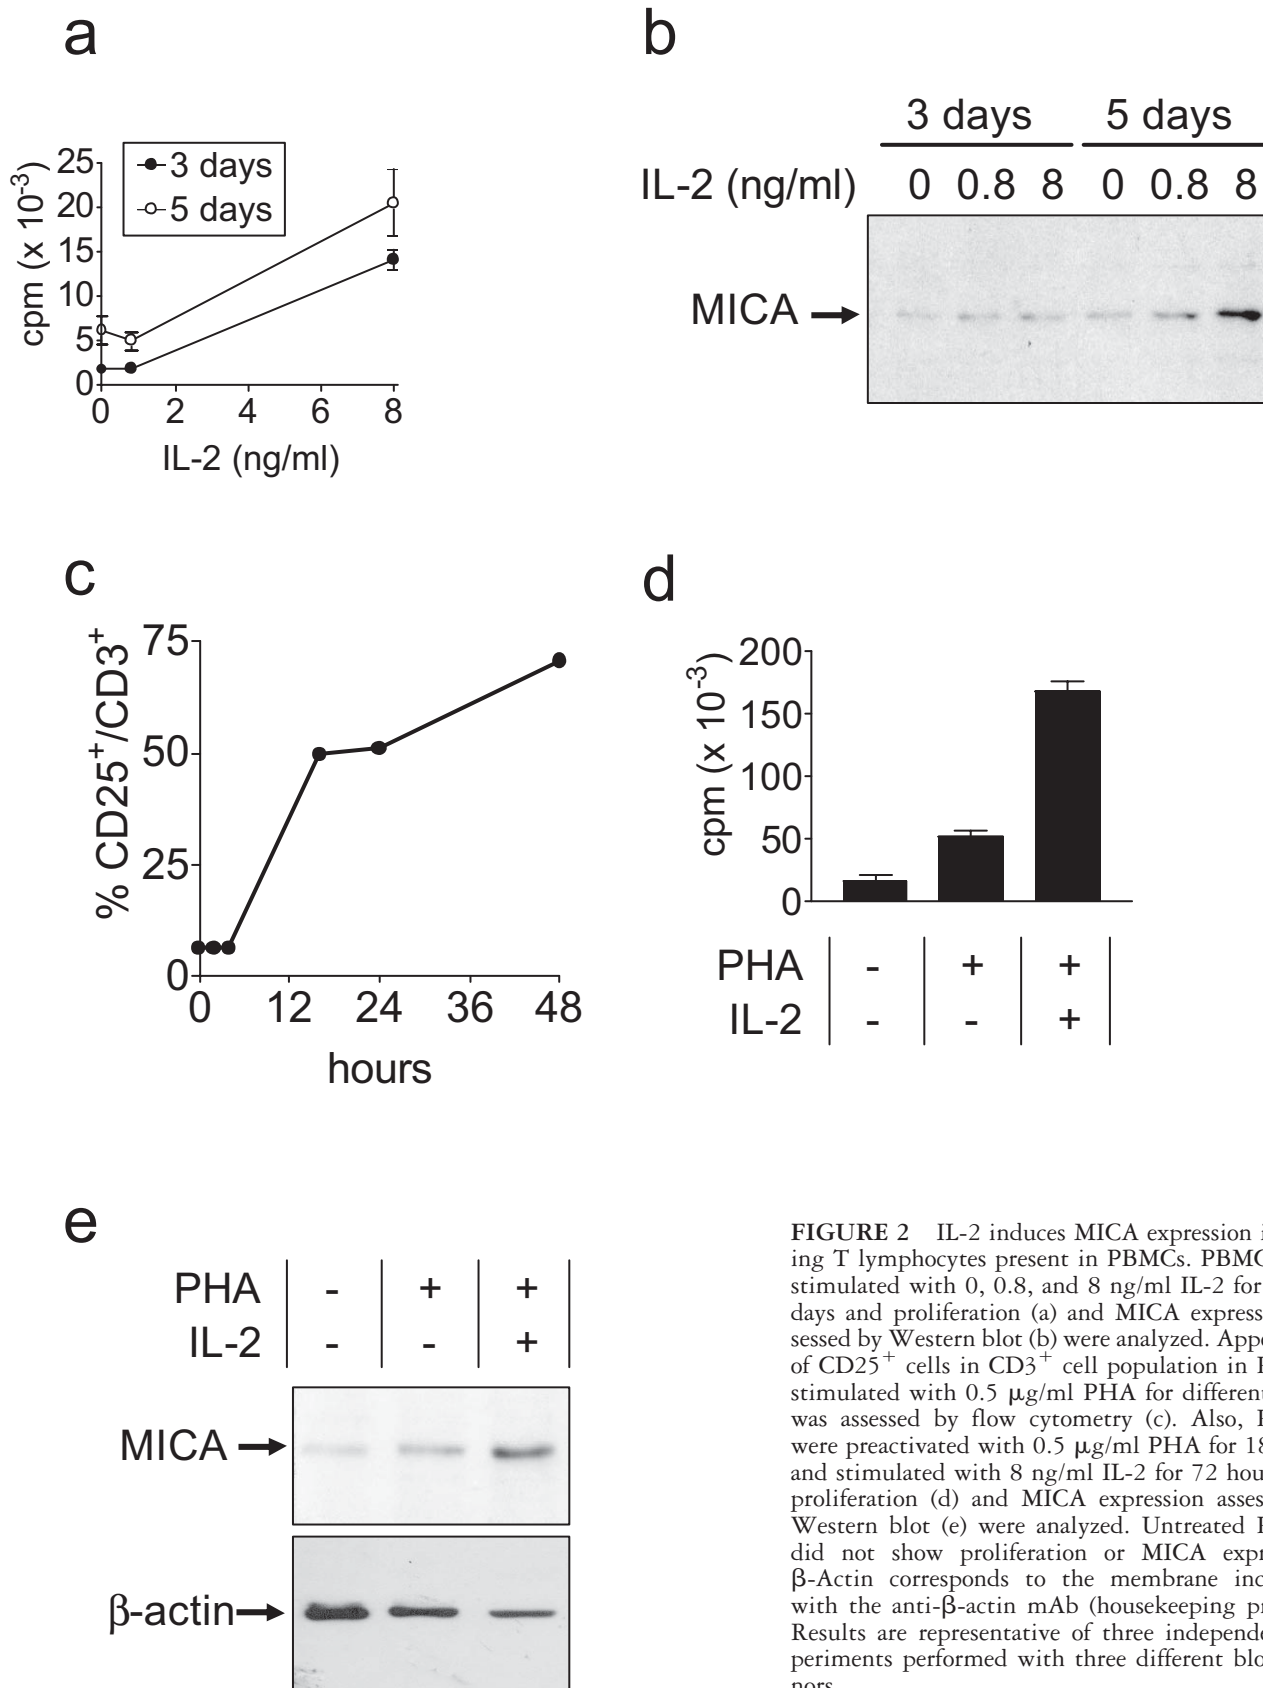 a
25
20
15
10
5
0
cpm (x 10-3)
3 days
5 days
0 2 4 6 8
IL-2 (ng/ml)
b
3 days 5 days
IL-2 (ng/ml) 0 0.8 8 0 0.8 8
MICA
c
75
50
25
0
% CD25+/CD3+
0 12 24 36 48
hours
d
200
150
100
50
0
cpm (x 10-3)
PHA - + +
IL-2 - - +
e
PHA - + +
IL-2 - - +
MICA
β-actin
FIGURE 2 IL-2 induces MICA expression i
ing T lymphocytes present in PBMCs. PBMC
stimulated with 0, 0.8, and 8 ng/ml IL-2 for
days and proliferation (a) and MICA express
sessed by Western blot (b) were analyzed. Appe
of CD25+ cells in CD3+ cell population in
stimulated with 0.5 μg/ml PHA for different
was assessed by flow cytometry (c). Also,
were preactivated with 0.5 μg/ml PHA for 18
and stimulated with 8 ng/ml IL-2 for 72 hou
proliferation (d) and MICA expression asses
Western blot (e) were analyzed. Untreated
did not show proliferation or MICA expr
β-Actin corresponds to the membrane inc
with the anti-β-actin mAb (housekeeping pr
Results are representative of three independe
periments performed with three different blo
nors.